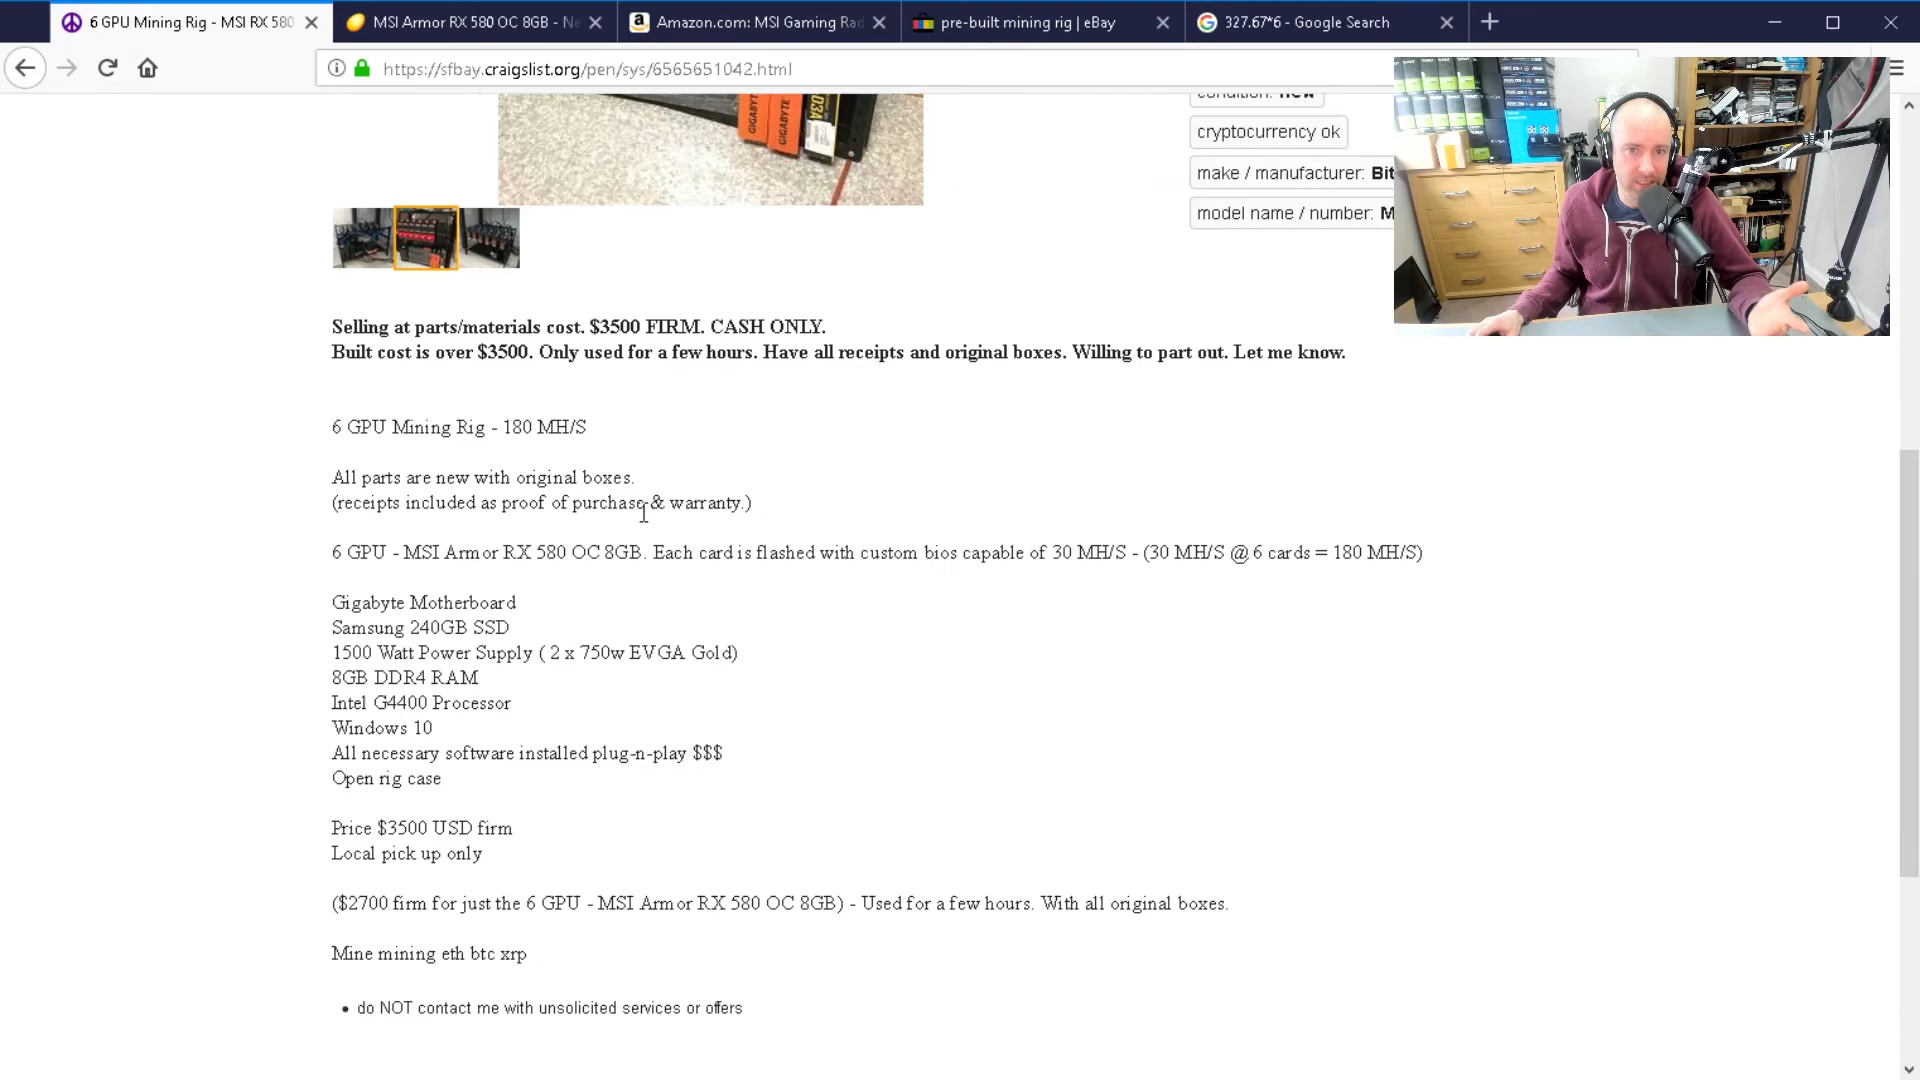 6 GPU Mining Rig - MSI RX 580
MSI Armor RX 580 OC 8GB - Ne
Amazon.com: MSI Gaming Rad
pre-built mining rig | eBay
327.67*6 - Google Search
https://sfbay.craigslist.org/pen/sys/6565651042.html
GIGABYTE
GIGABYTE
condition: new
cryptocurrency ok
make / manufacturer: Bit
model name / number: M
Selling at parts/materials cost. $3500 FIRM. CASH ONLY.
Built cost is over $3500. Only used for a few hours. Have all receipts and original boxes. Willing to part out. Let me know.
6 GPU Mining Rig - 180 MH/S
All parts are new with original boxes.
(receipts included as proof of purchase & warranty.)
6 GPU - MSI Armor RX 580 OC 8GB. Each card is flashed with custom bios capable of 30 MH/S - (30 MH/S @ 6 cards = 180 MH/S)
Gigabyte Motherboard
Samsung 240GB SSD
1500 Watt Power Supply ( 2 x 750w EVGA Gold)
8GB DDR4 RAM
Intel G4400 Processor
Windows 10
All necessary software installed plug-n-play $$$
Open rig case
Price $3500 USD firm
Local pick up only
($2700 firm for just the 6 GPU - MSI Armor RX 580 OC 8GB) - Used for a few hours. With all original boxes.
Mine mining eth btc xrp
• do NOT contact me with unsolicited services or offers